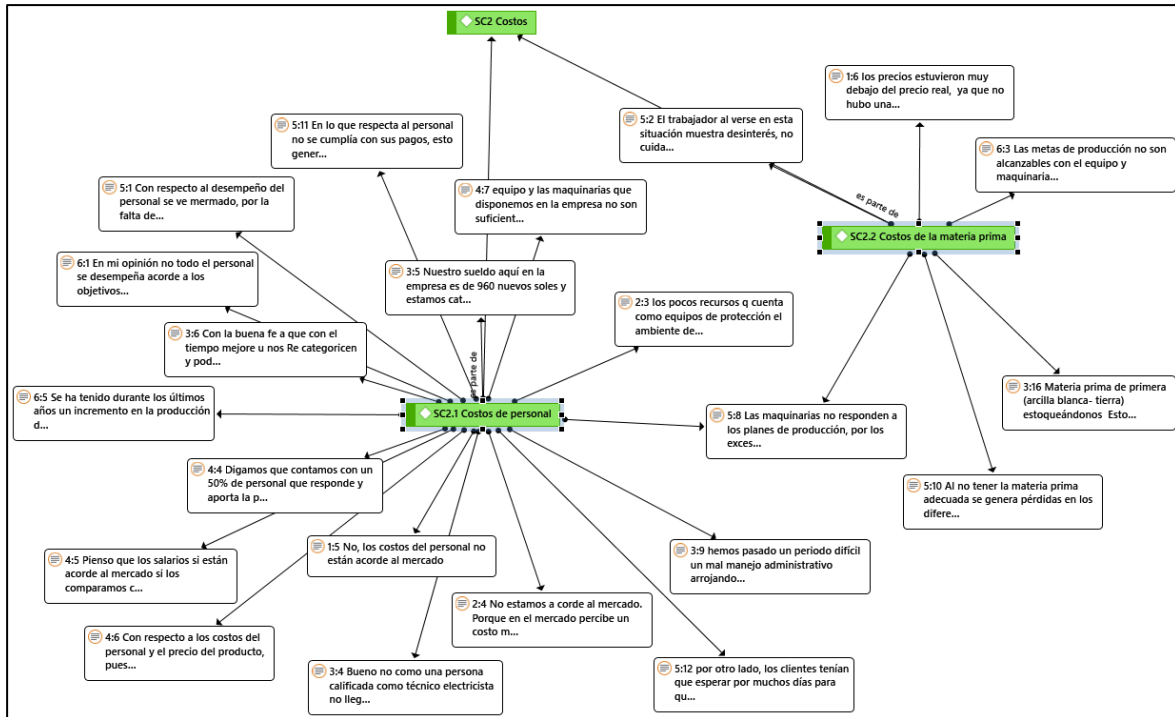 SC2 Costos
1:6 los precios estuvieron muy
debajo del precio real, ya que no
hubo una...
5:2 El trabajador al verse en esta
situación muestra desinterés, no
cuida...
5:11 En lo que respecta al personal
no se cumplía con sus pagos, esto
gener...
6:3 Las metas de producción no son
alcanzables con el equipo y
maquinaria...
5:1 Con respecto al desempeño del
personal se ve mermado, por la
falta de...
4:7 equipo y las maquinarias que
disponemos en la empresa no son
suficient...
es parte de
SC2.2 Costos de la materia prima
6:1 En mi opinión no todo el personal
se desempeña acorde a los
objetivos...
3:5 Nuestro sueldo aquí en la
empresa es de 960 nuevos soles y
estamos cat...
2:3 los pocos recursos q cuenta
como equipos de protección el
ambiente de...
3:6 Con la buena fe a que con el
tiempo mejore u nos Re categoricen
y pod...
es parte de
6:5 Se ha tenido durante los últimos
años un incremento en la producción
d...
SC2.1 Costos de personal
5:8 Las maquinarias no responden a
los planes de producción, por los
exces...
3:16 Materia prima de primera
(arcilla blanca- tierra)
estoqueándonos Esto...
4:4 Digamos que contamos con un
50% de personal que responde y
aporta la p...
5:10 Al no tener la materia prima
adecuada se genera pérdidas en los
difere...
4:5 Pienso que los salarios si están
acorde al mercado si los
comparamos c...
1:5 No, los costos del personal no
están acorde al mercado
3:9 hemos pasado un periodo difícil
un mal manejo administrativo
arrojando...
2:4 No estamos a corde al mercado.
Porque en el mercado percibe un
costo m...
4:6 Con respecto a los costos del
personal y el precio del producto,
pues...
3:4 Bueno no como una persona
calificada como técnico electricista
no lleg...
5:12 por otro lado, los clientes tenían
que esperar por muchos días para
qu...